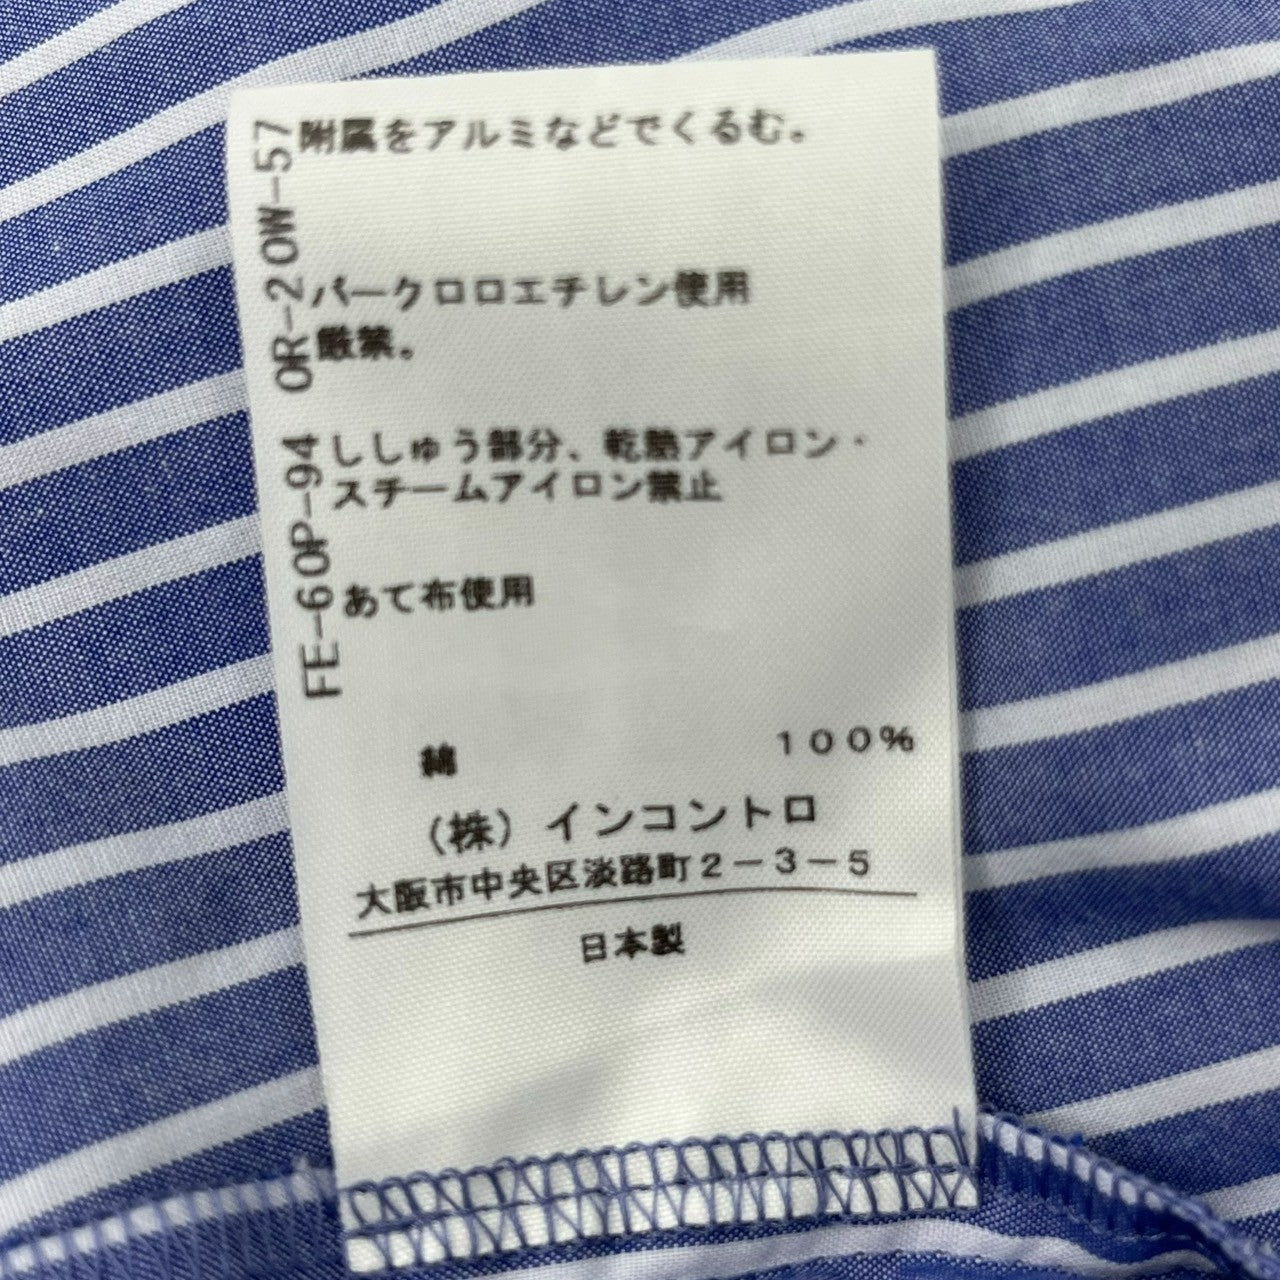 附属をアルミなどでくるむ。
パークロロエチレン使用
厳禁。
ししゅう部分、乾熱アイロン・
スチームアイロン禁止
あて布使用
綿 100%
(株)インコントロ
大阪市中央区淡路町2-3-5
日本製
FE-60P-94 0R-20W-57